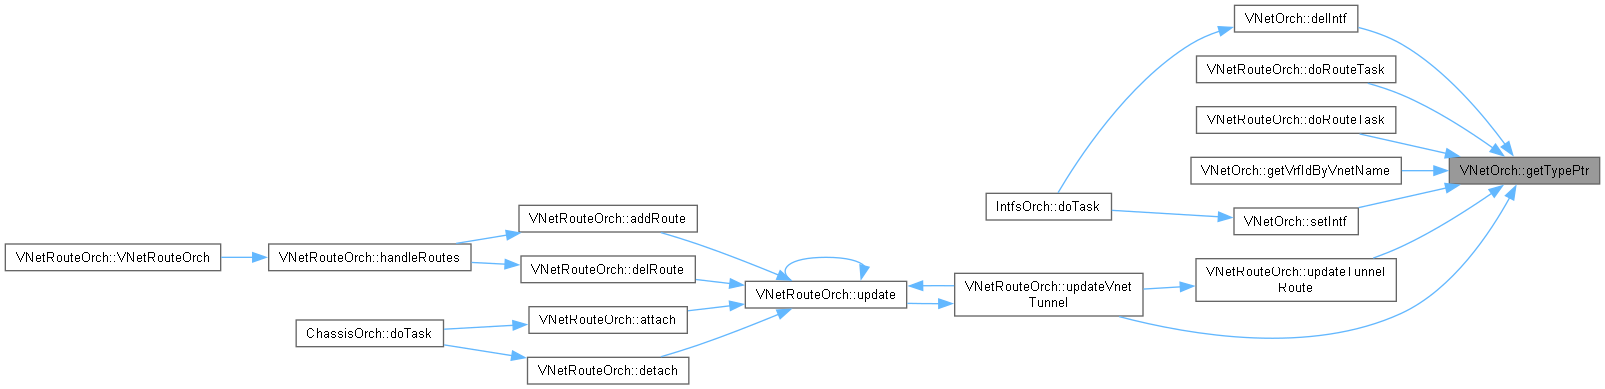 VNetOrch::delIntf
VNetRouteOrch::doRouteTask
VNetRouteOrch::doRouteTask
VNetOrch::getTypePtr
VNetOrch::getVrfIdByVnetName
IntfsOrch::doTask
VNetOrch::setIntf
VNetRouteOrch::addRoute
VNetRouteOrch::VNetRouteOrch
VNetRouteOrch::handleRoutes
VNetRouteOrch::delRoute
VNetRouteOrch::updateTunnel
Route
VNetRouteOrch::updateVnet
Tunnel
VNetRouteOrch::update
VNetRouteOrch::attach
ChassisOrch::doTask
VNetRouteOrch::detach